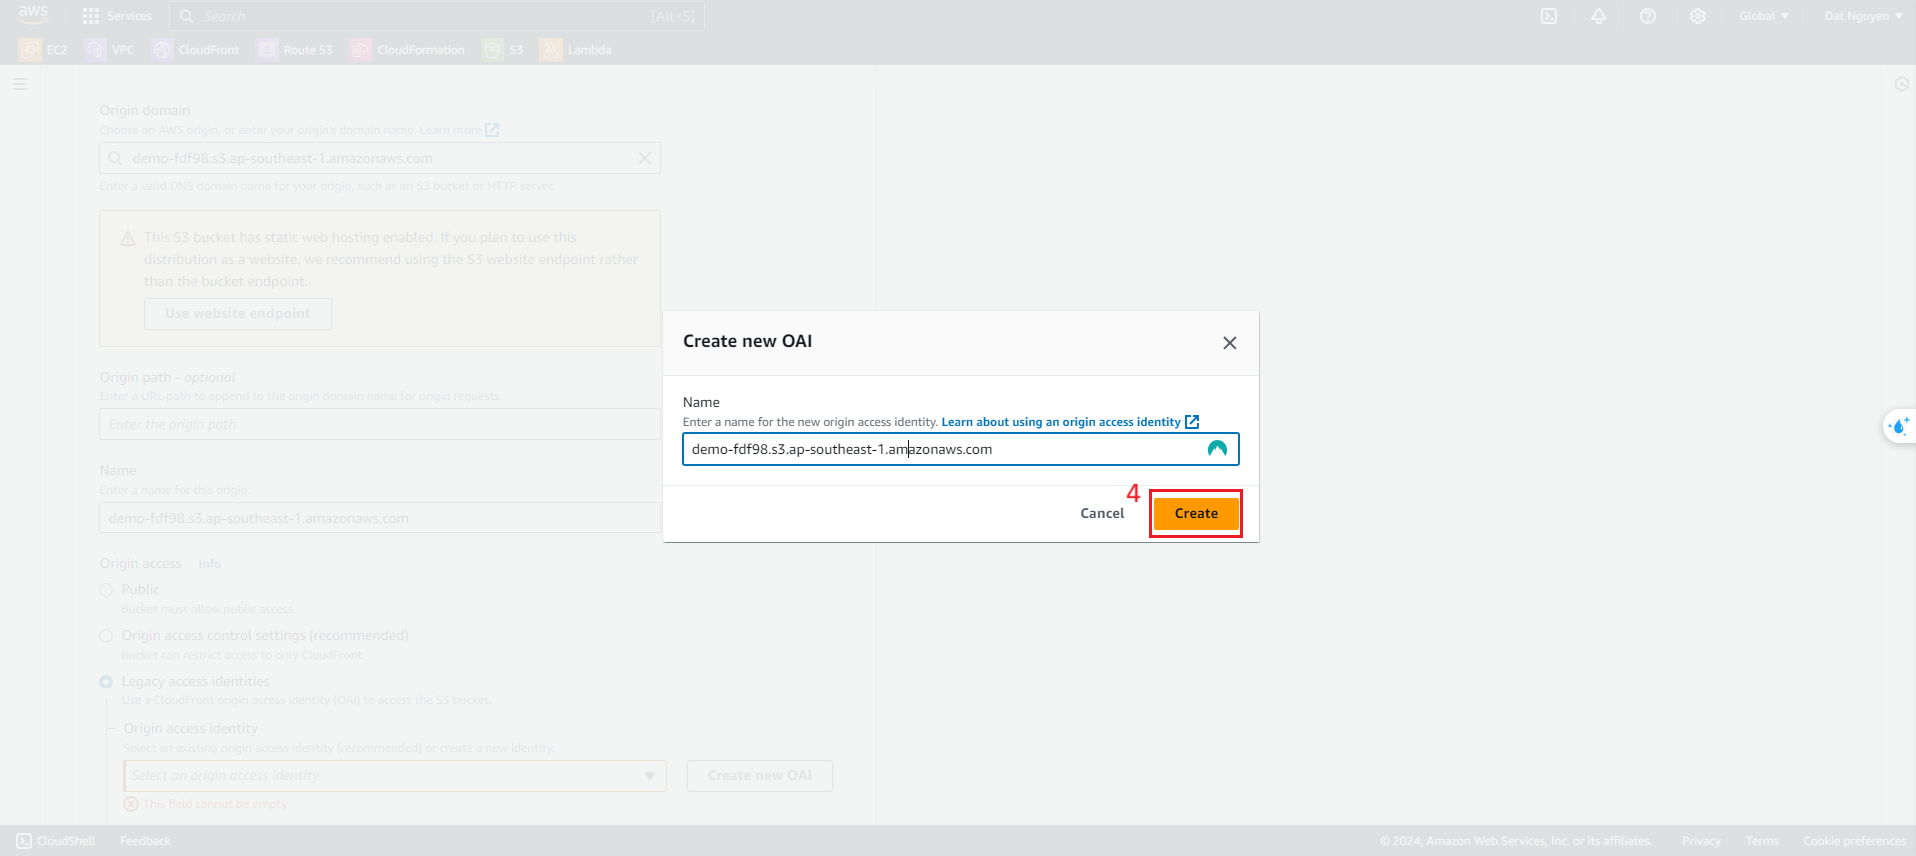 aws
Services
Search
[Alt+S]
Global
Dat Nguyen
EC2
VPC
CloudFront
Route 53
CloudFormation
S3
Lambda
Origin domain
Choose an AWS origin, or enter your origin's domain name. Learn more
demo-fdf98.s3.ap-southeast-1.amazonaws.com
Enter a valid DNS domain name for your origin, such as an S3 bucket or HTTP server.
This S3 bucket has static web hosting enabled. If you plan to use this
distribution as a website, we recommend using the S3 website endpoint rather
than the bucket endpoint.
Use website endpoint
Origin path - optional
Enter a URL path to append to the origin domain name for origin requests.
Enter the origin path
Name
Enter a name for this origin.
demo-fdf98.s3.ap-southeast-1.amazonaws.com
Origin access Info
Public
Bucket must allow public access.
Origin access control settings (recommended)
Bucket can restrict access to only CloudFront.
Legacy access identities
Use a CloudFront origin access identity (OAI) to access the S3 bucket.
Origin access identity
Select an existing origin access identity (recommended) or create a new identity.
Select an origin access identity
Create new OAI
This field cannot be empty
Create new OAI
Name
Enter a name for the new origin access identity. Learn about using an origin access identity
demo-fdf98.s3.ap-southeast-1.amazonaws.com
4
Cancel
Create
CloudShell
Feedback
© 2024, Amazon Web Services, Inc. or its affiliates.
Privacy
Terms
Cookie preferences